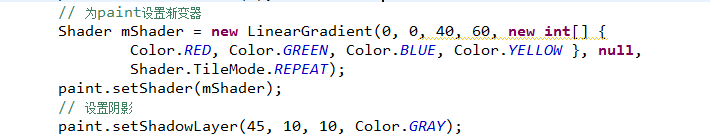 // 为paint设置渐变器
Shader mShader = new LinearGradient(0, 0, 40, 60, new int[] {
Color.RED, Color.GREEN, Color.BLUE, Color.YELLOW }, null,
Shader.TileMode.REPEAT);
paint.setShader(mShader);
// 设置阴影
paint.setShadowLayer(45, 10, 10, Color.GRAY);